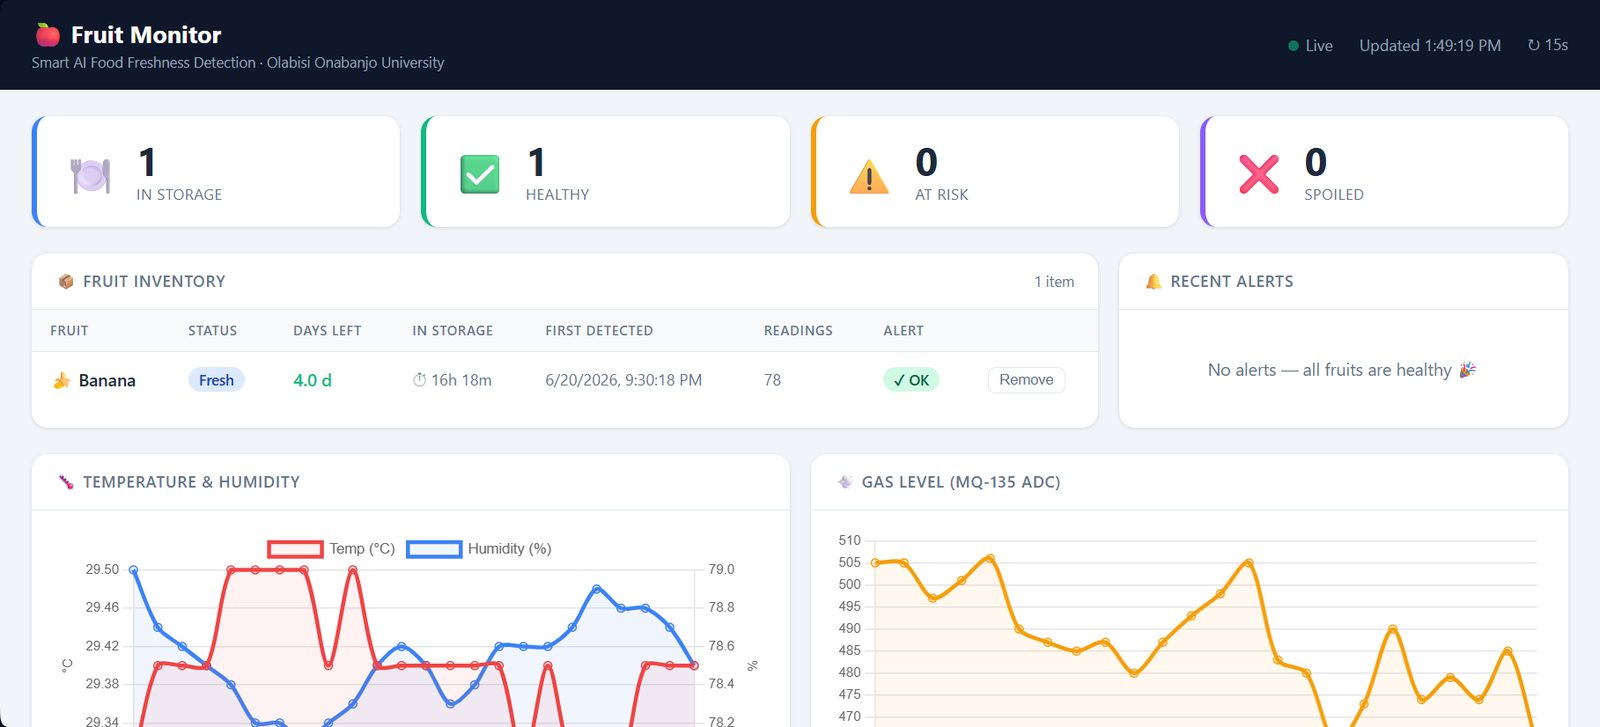 Fruit Monitor
Smart AI Food Freshness Detection · Olabisi Onabanjo University
Live Updated 1:49:19 PM ↻ 15s
1
IN STORAGE
1
HEALTHY
0
AT RISK
0
SPOILED
FRUIT INVENTORY
1 item
FRUIT STATUS DAYS LEFT IN STORAGE FIRST DETECTED READINGS ALERT
Banana Fresh 4.0 d 16h 18m 6/20/2026, 9:30:18 PM 78 ✓ OK Remove
RECENT ALERTS
No alerts — all fruits are healthy
TEMPERATURE & HUMIDITY
Temp (°C) Humidity (%)
29.50 79.0
29.46 78.8
29.42 78.6
°C %
29.38 78.4
29.34 78.2
GAS LEVEL (MQ-135 ADC)
510
505
500
495
490
485
480
475
470